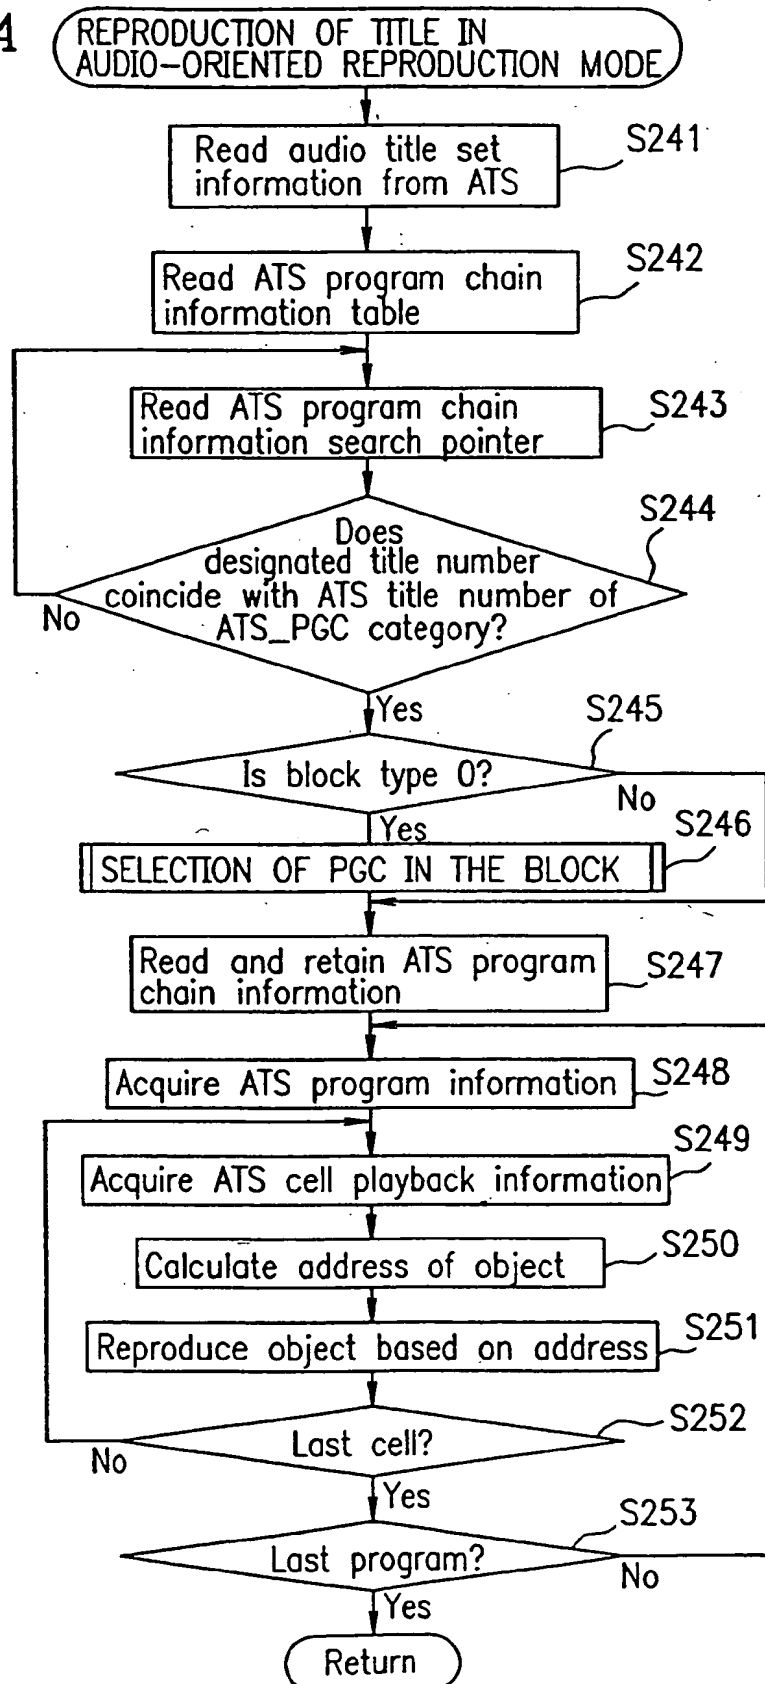 4
REPRODUCTION OF TITLE IN
AUDIO-ORIENTED REPRODUCTION MODE
S241
Read audio title set
information from ATS
S242
Read ATS program chain
information table
S243
Read ATS program chain
information search pointer
S244
Does
designated title number
coincide with ATS title number of
ATS_PGC category?
No
Yes
S245
Is block type 0?
No
Yes
S246
SELECTION OF PGC IN THE BLOCK
Read and retain ATS program
chain information
S247
Acquire ATS program information
S248
S249
Acquire ATS cell playback information
S250
Calculate address of object
S251
Reproduce object based on address
S252
Last cell?
No
Yes
S253
Last program?
No
Yes
Return